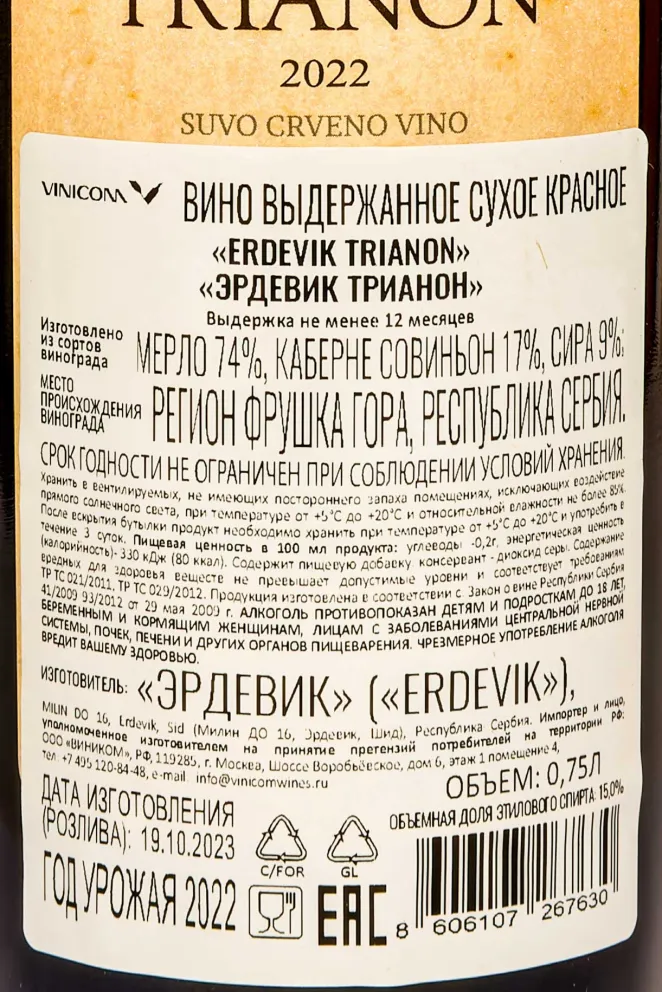 TRIANON
2022
SUVO CRVENO VINO
VINICOM
ВИНО ВЫДЕРЖАННОЕ СУХОЕ КРАСНОЕ
«ERDEVIK TRIANON»
«ЭРДЕВИК ТРИАНОН»
Выдержка не менее 12 месяцев
Изготовлено
из сортов
винограда
МЕРЛО 74%, КАБЕРНЕ СОВИНЬОН 17%, СИРА 9%;
МЕСТО
ПРОИСХОЖДЕНИЯ
ВИНОГРАДА
РЕГИОН ФРУШКА ГОРА, РЕСПУБЛИКА СЕРБИЯ.
СРОК ГОДНОСТИ НЕ ОГРАНИЧЕН ПРИ СОБЛЮДЕНИИ УСЛОВИЙ ХРАНЕНИЯ.
Хранить в вентилируемых, не имеющих постороннего запаха помещениях, исключающих воздействие
прямого солнечного света, при температуре от +5°С до +20°С и относительной влажности не более 85%.
После вскрытия бутылки продукт необходимо хранить при температуре от +5°С до +20°С и употребить в
течение 3 суток. Пищевая ценность в 100 мл продукта: углеводы -0,2г, энергетическая ценность
(калорийность)- 330 кДж (80 ккал). Содержит пищевую добавку консервант - диоксид серы. Содержание
вредных для здоровья веществ не превышает допустимые уровни и соответствует требованиям
ТР ТС 021/2011, ТР ТС 029/2012. Продукция изготовлена в соответствии с Закон о вине Республики Сербия
41/2009 93/2012 от 29 мая 2009 г. АЛКОГОЛЬ ПРОТИВОПОКАЗАН ДЕТЯМ И ПОДРОСТКАМ ДО 18 ЛЕТ,
БЕРЕМЕННЫМ И КОРМЯЩИМ ЖЕНЩИНАМ, ЛИЦАМ С ЗАБОЛЕВАНИЯМИ ЦЕНТРАЛЬНОЙ НЕРВНОЙ
СИСТЕМЫ, ПОЧЕК, ПЕЧЕНИ И ДРУГИХ ОРГАНОВ ПИЩЕВАРЕНИЯ. ЧРЕЗМЕРНОЕ УПОТРЕБЛЕНИЕ АЛКОГОЛЯ
ВРЕДИТ ВАШЕМУ ЗДОРОВЬЮ.
ИЗГОТОВИТЕЛЬ: «ЭРДЕВИК» («ERDEVIK»),
MILIN DO 16, Erdevik, Sid (Милин ДО 16, Эрдевик, Шид), Республика Сербия. Импортер и лицо,
уполномоченное изготовителем на принятие претензий потребителей на территории РФ:
ООО «ВИНИКОМ», РФ, 119285, г. Москва, Шоссе Воробьёвское, дом 6, этаж 1 помещение 4,
тел. +7 495 120-84-48, e-mail info@vinicomwines.ru
ОБЪЕМ: 0,75Л
ДАТА ИЗГОТОВЛЕНИЯ
(РОЗЛИВА): 19.10.2023
ОБЪЕМНАЯ ДОЛЯ ЭТИЛОВОГО СПИРТА: 15,0%
C/FOR
GL
ГОД УРОЖАЯ 2022
EAC
8 606107 267630